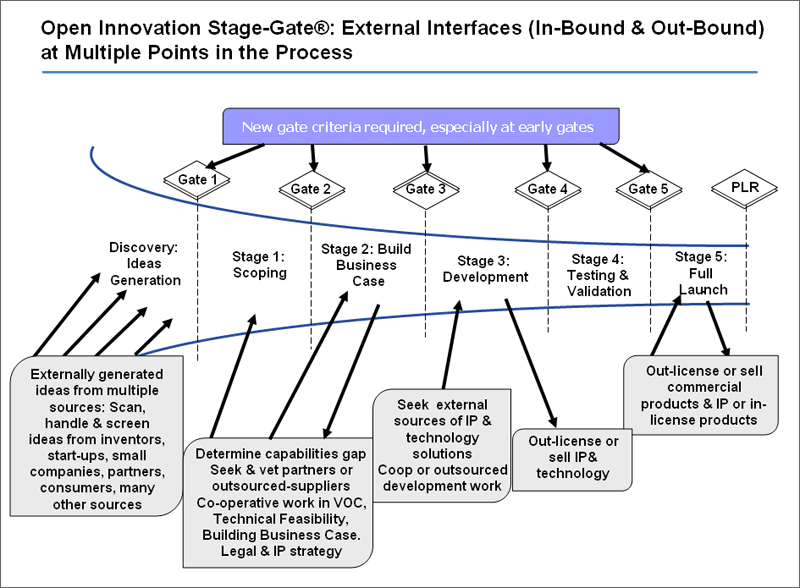 Open Innovation Stage-Gate®: External Interfaces (In-Bound & Out-Bound)
at Multiple Points in the Process
New gate criteria required, especially at early gates
Gate 1
Gate 2
Gate 3
Gate 4
Gate 5
PLR
Discovery:
Ideas
Generation
Stage 1:
Scoping
Stage 2: Build
Business
Case
Stage 3:
Development
Stage 4:
Testing &
Validation
Stage 5:
Full
Launch
Externally generated
ideas from multiple
sources: Scan,
handle & screen
ideas from inventors,
start-ups, small
companies, partners,
consumers, many
other sources
Determine capabilities gap
Seek & vet partners or
outsourced-suppliers
Co-operative work in VOC,
Technical Feasibility,
Building Business Case.
Legal & IP strategy
Seek external
sources of IP &
technology
solutions
Coop or outsourced
development work
Out-license or
sell IP&
technology
Out-license or sell
commercial
products & IP or in-
license products